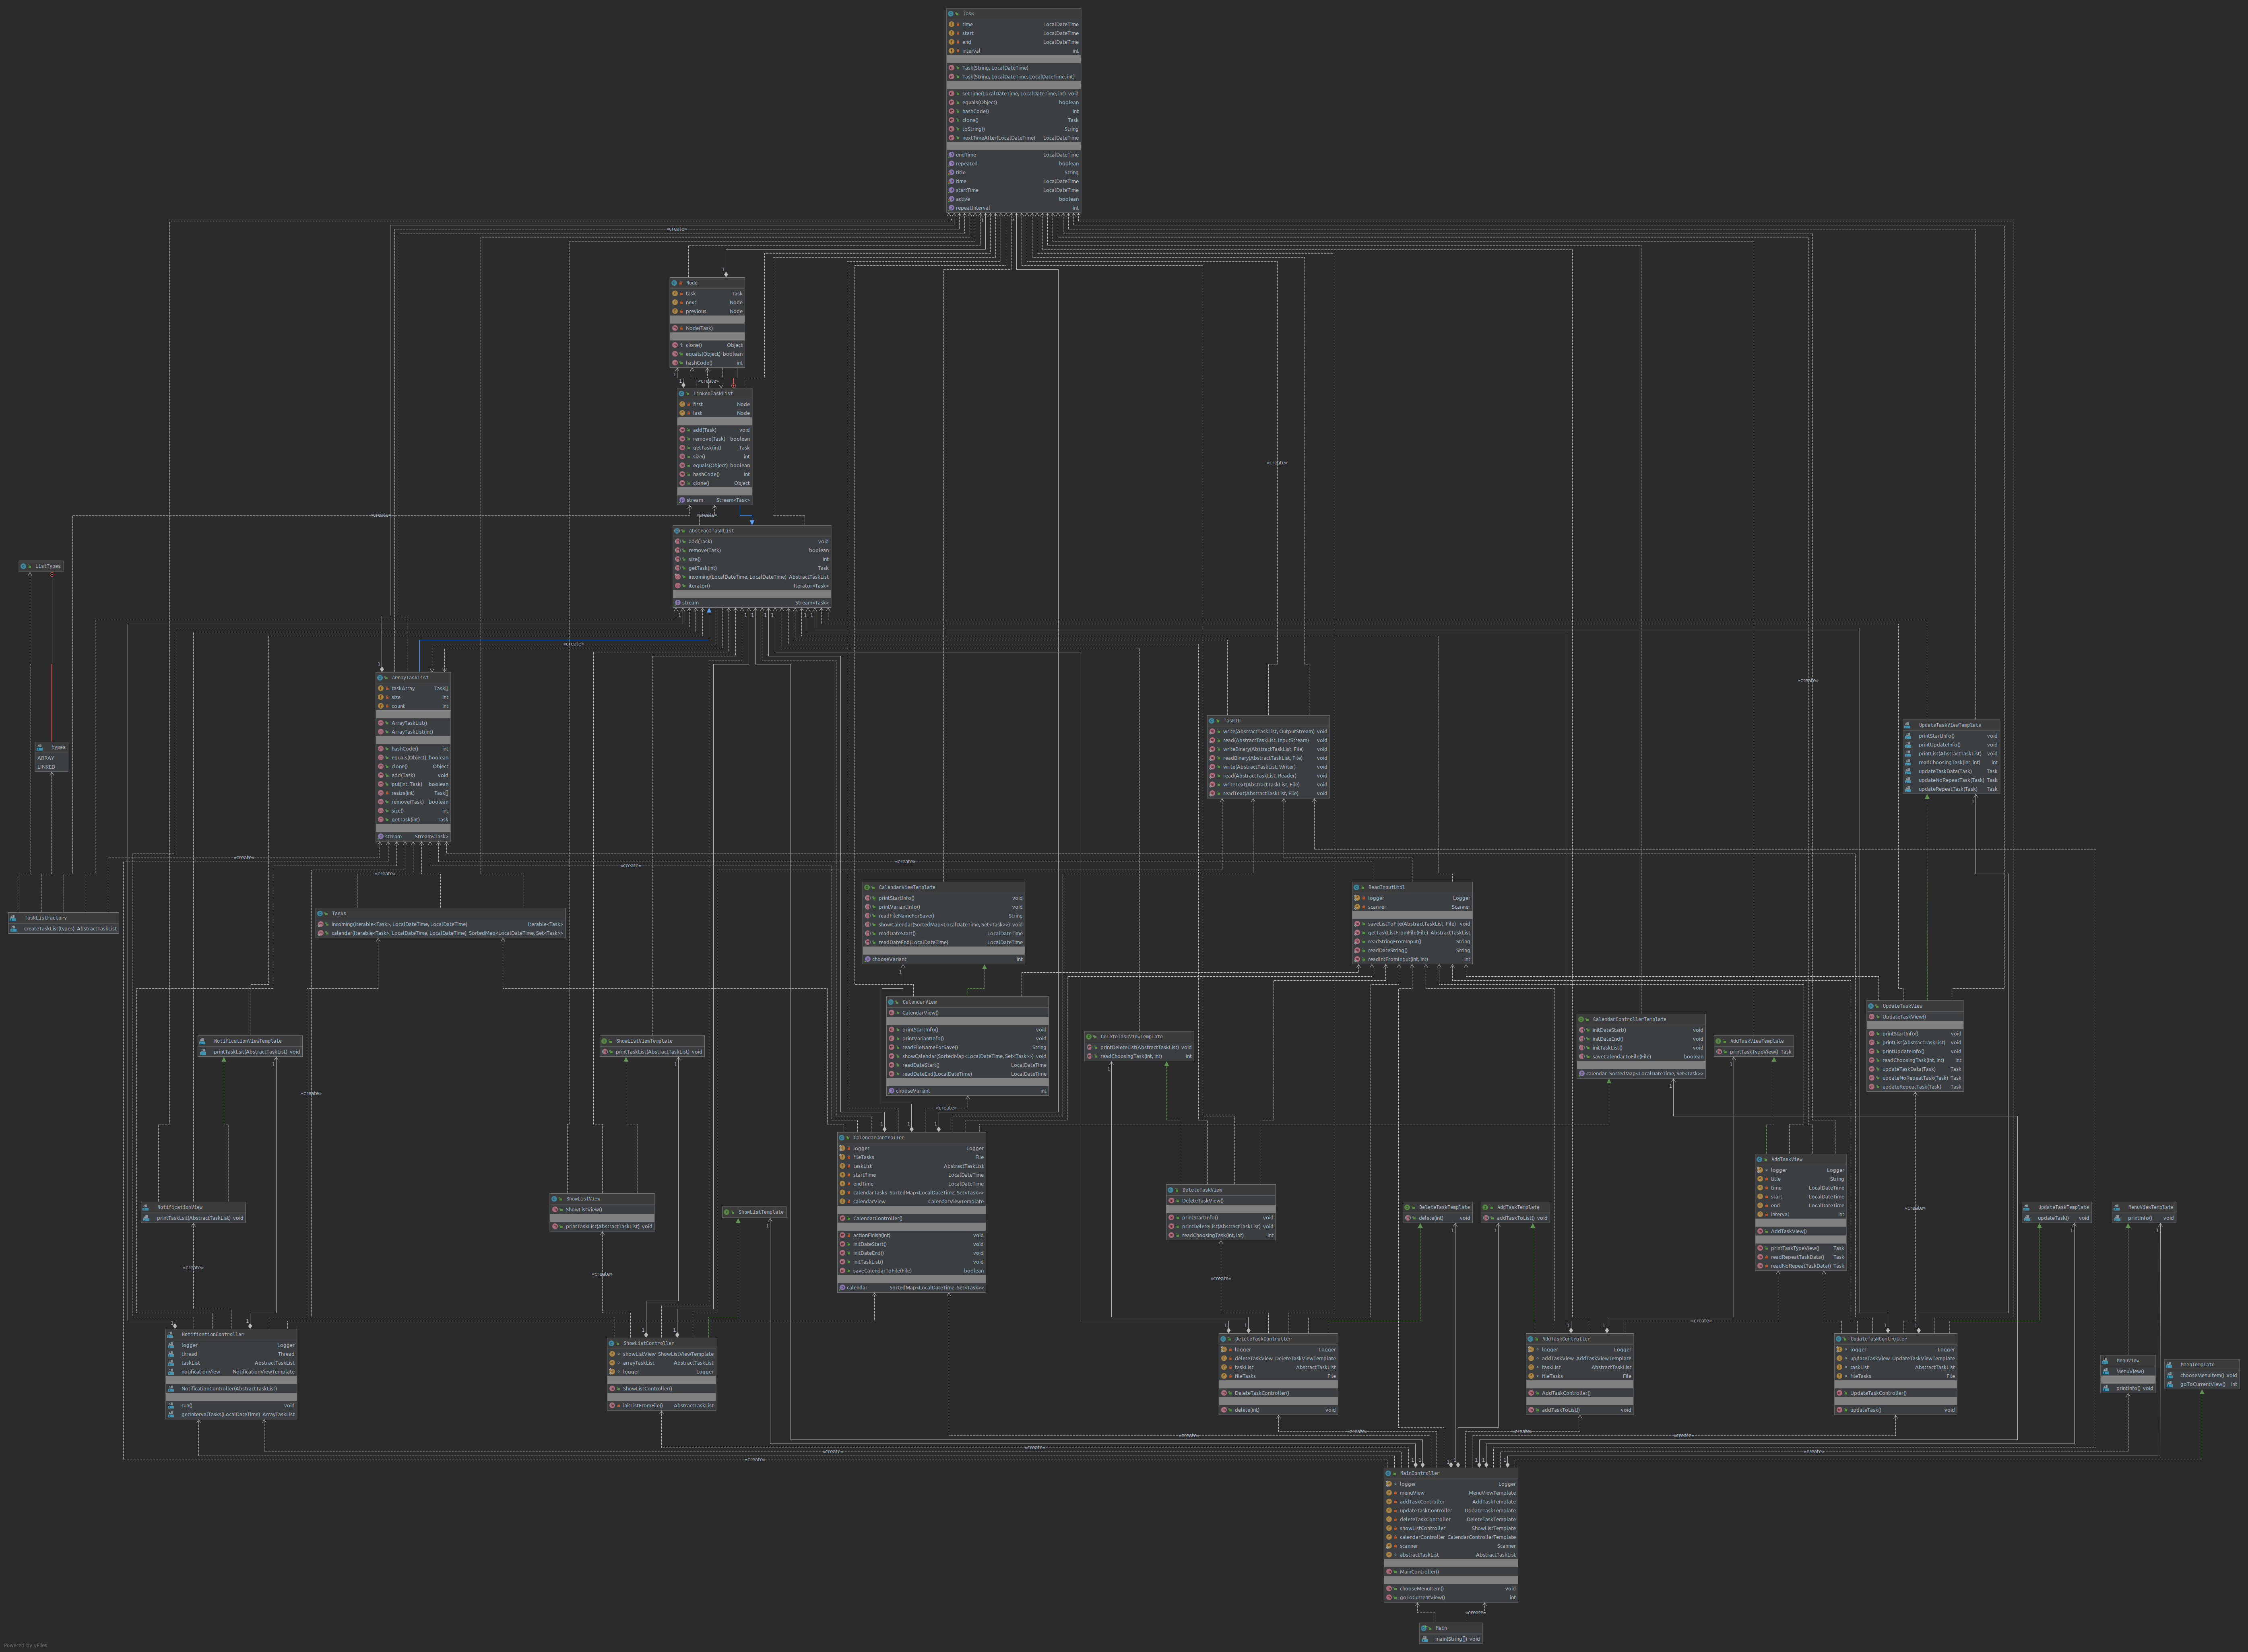 Task
time LocalDateTime
start LocalDateTime
end LocalDateTime
interval int
Task(String, LocalDateTime)
Task(String, LocalDateTime, LocalDateTime, int)
setTime(LocalDateTime, LocalDateTime, int) void
equals(Object) boolean
hashCode() int
clone() Task
toString() String
nextTimeAfter(LocalDateTime) LocalDateTime
endTime LocalDateTime
repeated boolean
title String
time LocalDateTime
startTime LocalDateTime
active boolean
repeatInterval int
«create»
Node
task Task
next Node
previous Node
Node(Task)
clone() Object
equals(Object) boolean
hashCode() int
«create»
LinkedTaskList
first Node
last Node
add(Task) void
remove(Task) boolean
getTask(int) Task
size() int
equals(Object) boolean
hashCode() int
clone() Object
stream Stream<Task>
«create»
«create»
«create»
AbstractTaskList
add(Task) void
remove(Task) boolean
size() int
getTask(int) Task
incoming(LocalDateTime, LocalDateTime) AbstractTaskList
iterator() Iterator<Task>
stream Stream<Task>
ListTypes
«create»
ArrayTaskList
taskArray Task[]
size int
count int
ArrayTaskList()
ArrayTaskList(int)
hashCode() int
equals(Object) boolean
clone() Object
add(Task) void
put(int, Task) boolean
resize(int) Task[]
remove(Task) boolean
size() int
getTask(int) Task
stream Stream<Task>
«create»
types
ARRAY
LINKED
TaskIO
write(AbstractTaskList, OutputStream) void
read(AbstractTaskList, InputStream) void
writeBinary(AbstractTaskList, File) void
readBinary(AbstractTaskList, File) void
write(AbstractTaskList, Writer) void
read(AbstractTaskList, Reader) void
writeText(AbstractTaskList, File) void
readText(AbstractTaskList, File) void
UpdateTaskViewTemplate
printStartInfo() void
printUpdateInfo() void
printList(AbstractTaskList) void
readChoosingTask(int, int) int
updateTaskData(Task) Task
updateNoRepeatTask(Task) Task
updateRepeatTask(Task) Task
«create»
«create»
«create»
«create»
TaskListFactory
createTaskList(types) AbstractTaskList
Tasks
incoming(Iterable<Task>, LocalDateTime, LocalDateTime) Iterable<Task>
calendar(Iterable<Task>, LocalDateTime, LocalDateTime) SortedMap<LocalDateTime, Set<Task>>
CalendarViewTemplate
printStartInfo() void
printVariantInfo() void
readFileNameForSave() String
showCalendar(SortedMap<LocalDateTime, Set<Task>>) void
readDateStart() LocalDateTime
readDateEnd(LocalDateTime) LocalDateTime
chooseVariant int
ReadInputUtil
logger Logger
scanner Scanner
saveListToFile(AbstractTaskList, File) void
getTaskListFromFile(File) AbstractTaskList
readStringFromInput() String
readDateString() String
readIntFromInput(int, int) int
CalendarView
CalendarView()
printStartInfo() void
printVariantInfo() void
readFileNameForSave() String
showCalendar(SortedMap<LocalDateTime, Set<Task>>) void
readDateStart() LocalDateTime
readDateEnd(LocalDateTime) LocalDateTime
chooseVariant int
UpdateTaskView
UpdateTaskView()
printStartInfo() void
printList(AbstractTaskList) void
printUpdateInfo() void
readChoosingTask(int, int) int
updateTaskData(Task) Task
updateNoRepeatTask(Task) Task
updateRepeatTask(Task) Task
CalendarControllerTemplate
initDateStart() void
initDateEnd() void
initTaskList() void
saveCalendarToFile(File) boolean
calendar SortedMap<LocalDateTime, Set<Task>>
NotificationViewTemplate
printTaskList(AbstractTaskList) void
ShowListViewTemplate
printTaskList(AbstractTaskList) void
DeleteTaskViewTemplate
printDeleteList(AbstractTaskList) void
readChoosingTask(int, int) int
AddTaskViewTemplate
printTaskTypeView() Task
«create»
«create»
CalendarController
logger Logger
fileTasks File
taskList AbstractTaskList
startTime LocalDateTime
endTime LocalDateTime
calendarTasks SortedMap<LocalDateTime, Set<Task>>
calendarView CalendarViewTemplate
CalendarController()
actionFinish(int) void
initDateStart() void
initDateEnd() void
initTaskList() void
saveCalendarToFile(File) boolean
calendar SortedMap<LocalDateTime, Set<Task>>
AddTaskView
logger Logger
title String
time LocalDateTime
start LocalDateTime
end LocalDateTime
interval int
AddTaskView()
printTaskTypeView() Task
readRepeatTaskData() Task
readNoRepeatTaskData() Task
DeleteTaskView
DeleteTaskView()
printStartInfo() void
printDeleteList(AbstractTaskList) void
readChoosingTask(int, int) int
NotificationView
printTaskList(AbstractTaskList) void
ShowListView
ShowListView()
printTaskList(AbstractTaskList) void
ShowListTemplate
DeleteTaskTemplate
delete(int) void
AddTaskTemplate
addTaskToList() void
UpdateTaskTemplate
updateTask() void
MenuViewTemplate
printInfo() void
«create»
«create»
«create»
«create»
«create»
NotificationController
logger Logger
thread Thread
taskList AbstractTaskList
notificationView NotificationViewTemplate
NotificationController(AbstractTaskList)
run() void
getIntervalTasks(LocalDateTime) ArrayTaskList
ShowListController
showListView ShowListViewTemplate
arrayTaskList AbstractTaskList
logger Logger
ShowListController()
initListFromFile() AbstractTaskList
DeleteTaskController
logger Logger
deleteTaskView DeleteTaskViewTemplate
taskList AbstractTaskList
fileTasks File
DeleteTaskController()
delete(int) void
AddTaskController
logger Logger
addTaskView AddTaskViewTemplate
taskList AbstractTaskList
fileTasks File
AddTaskController()
addTaskToList() void
UpdateTaskController
logger Logger
updateTaskView UpdateTaskViewTemplate
taskList AbstractTaskList
fileTasks File
UpdateTaskController()
updateTask() void
MenuView
MenuView()
printInfo() void
MainTemplate
chooseMenuItem() void
goToCurrentView() int
«create»
«create»
«create»
«create»
«create»
«create»
«create»
«create»
MainController
logger Logger
menuView MenuViewTemplate
addTaskController AddTaskTemplate
updateTaskController UpdateTaskTemplate
deleteTaskController DeleteTaskTemplate
showListController ShowListTemplate
calendarController CalendarControllerTemplate
scanner Scanner
abstractTaskList AbstractTaskList
MainController()
chooseMenuItem() void
goToCurrentView() int
«create»
Main
main(String[]) void
Powered by yFiles